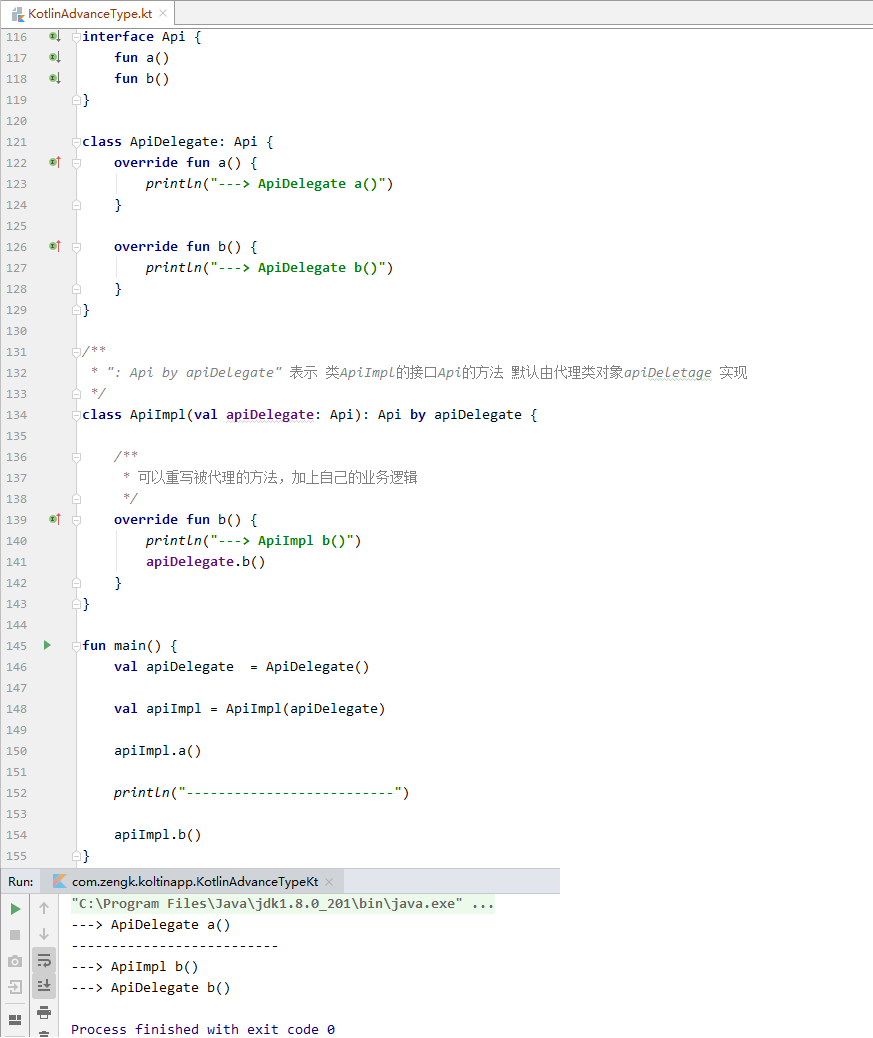 KotlinAdvanceType.kt
116 interface Api {
117     fun a()
118     fun b()
119 }
120
121 class ApiDelegate: Api {
122     override fun a() {
123         println("---> ApiDelegate a()")
124     }
125
126     override fun b() {
127         println("---> ApiDelegate b()")
128     }
129 }
130
131 /**
132  * ": Api by apiDelegate" 表示 类ApiImpl的接口Api的方法 默认由代理类对象apiDeletage 实现
133  */
134 class ApiImpl(val apiDelegate: Api): Api by apiDelegate {
135
136     /**
137      * 可以重写被代理的方法，加上自己的业务逻辑
138      */
139     override fun b() {
140         println("---> ApiImpl b()")
141         apiDelegate.b()
142     }
143 }
144
145 fun main() {
146     val apiDelegate  = ApiDelegate()
147
148     val apiImpl = ApiImpl(apiDelegate)
149
150     apiImpl.a()
151
152     println("--------------------------")
153
154     apiImpl.b()
155 }
Run: com.zengk.koltinapp.KotlinAdvanceTypeKt
"C:\Program Files\Java\jdk1.8.0_201\bin\java.exe" ...
---> ApiDelegate a()
--------------------------
---> ApiImpl b()
---> ApiDelegate b()
Process finished with exit code 0